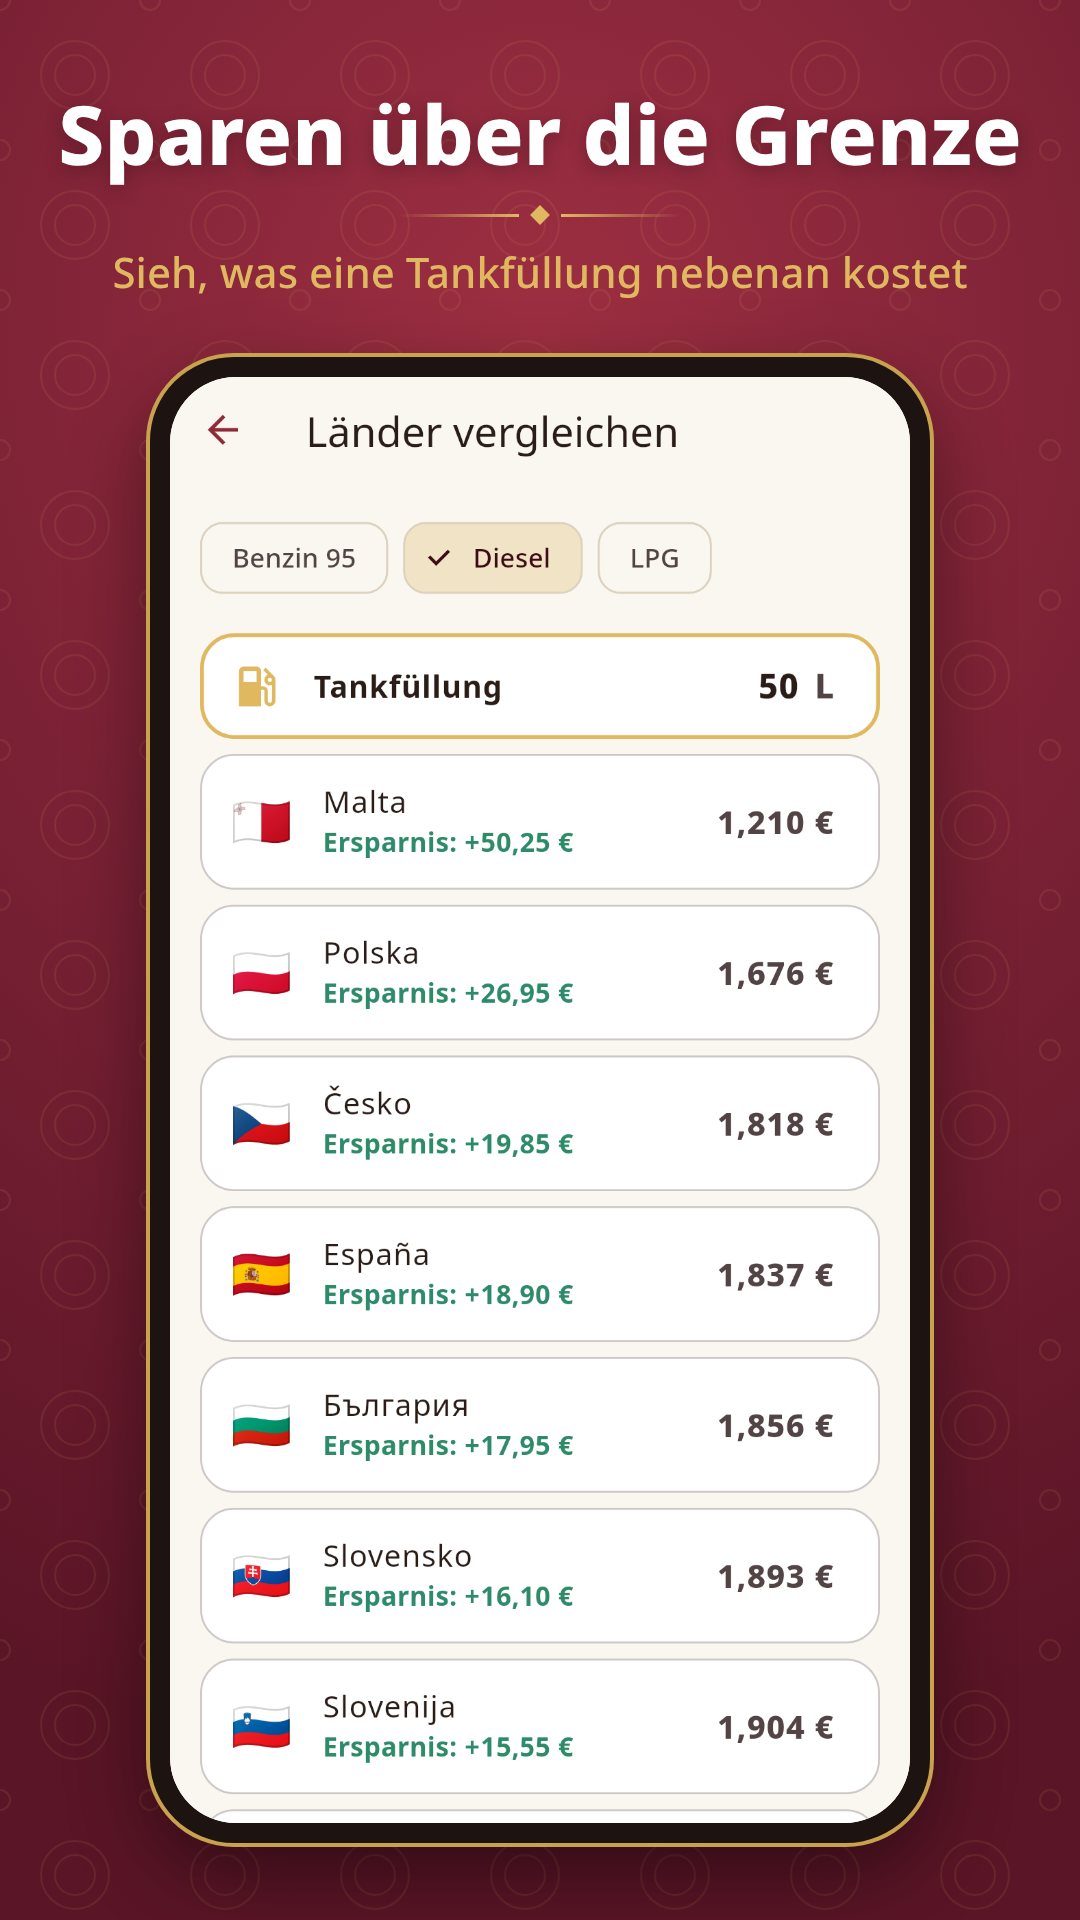 Sparen über die Grenze
Sieh, was eine Tankfüllung nebenan kostet
Länder vergleichen
Benzin 95
Diesel
LPG
Tankfüllung
50 L
Malta
Ersparnis: +50,25 €
1,210 €
Polska
Ersparnis: +26,95 €
1,676 €
Česko
Ersparnis: +19,85 €
1,818 €
España
Ersparnis: +18,90 €
1,837 €
България
Ersparnis: +17,95 €
1,856 €
Slovensko
Ersparnis: +16,10 €
1,893 €
Slovenija
Ersparnis: +15,55 €
1,904 €